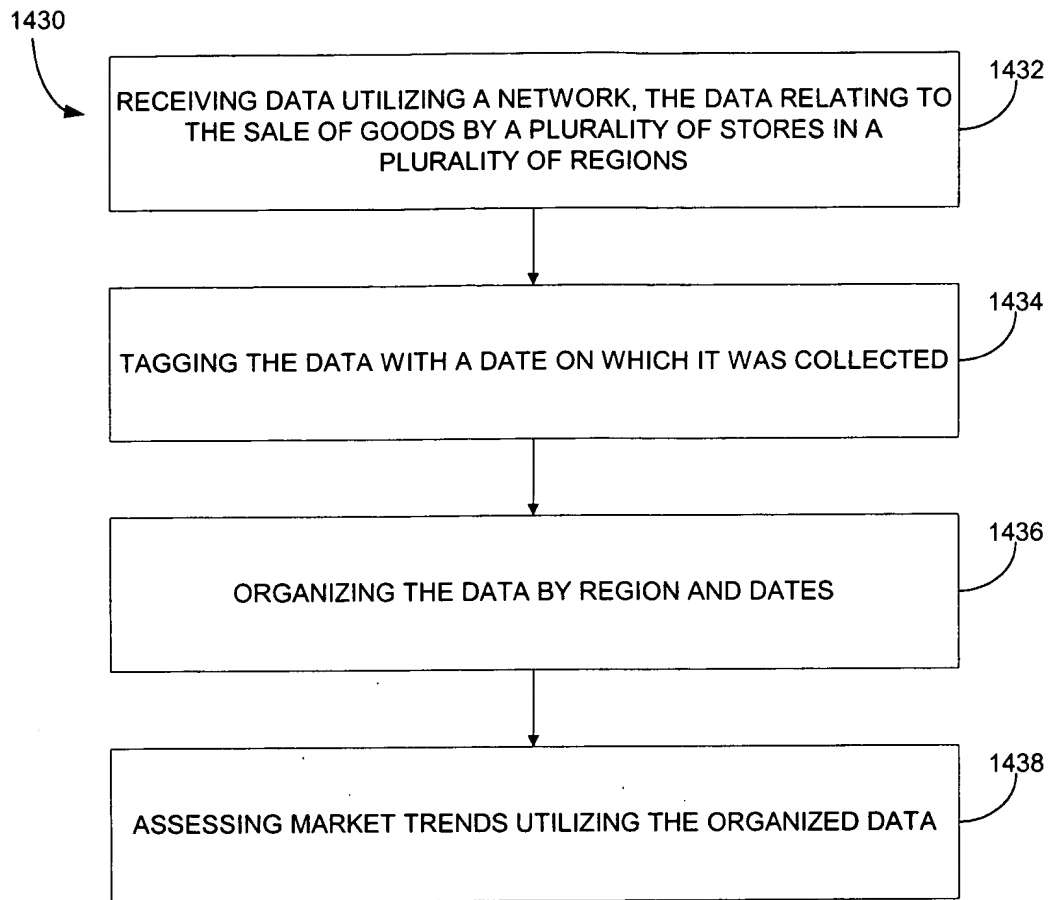 1430
1432
RECEIVING DATA UTILIZING A NETWORK, THE DATA RELATING TO
THE SALE OF GOODS BY A PLURALITY OF STORES IN A
PLURALITY OF REGIONS
1434
TAGGING THE DATA WITH A DATE ON WHICH IT WAS COLLECTED
1436
ORGANIZING THE DATA BY REGION AND DATES
1438
ASSESSING MARKET TRENDS UTILIZING THE ORGANIZED DATA